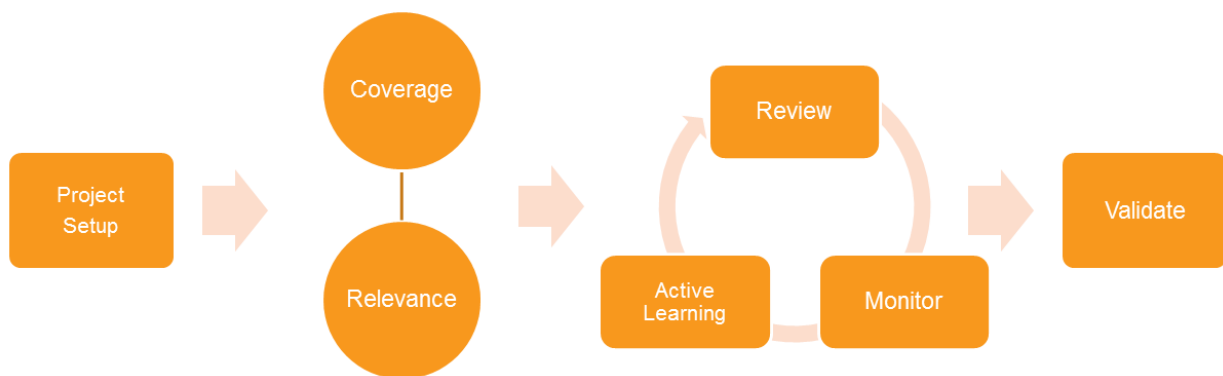 Project
Setup
Coverage
Relevance
Review
Active
Learning
Monitor
Validate